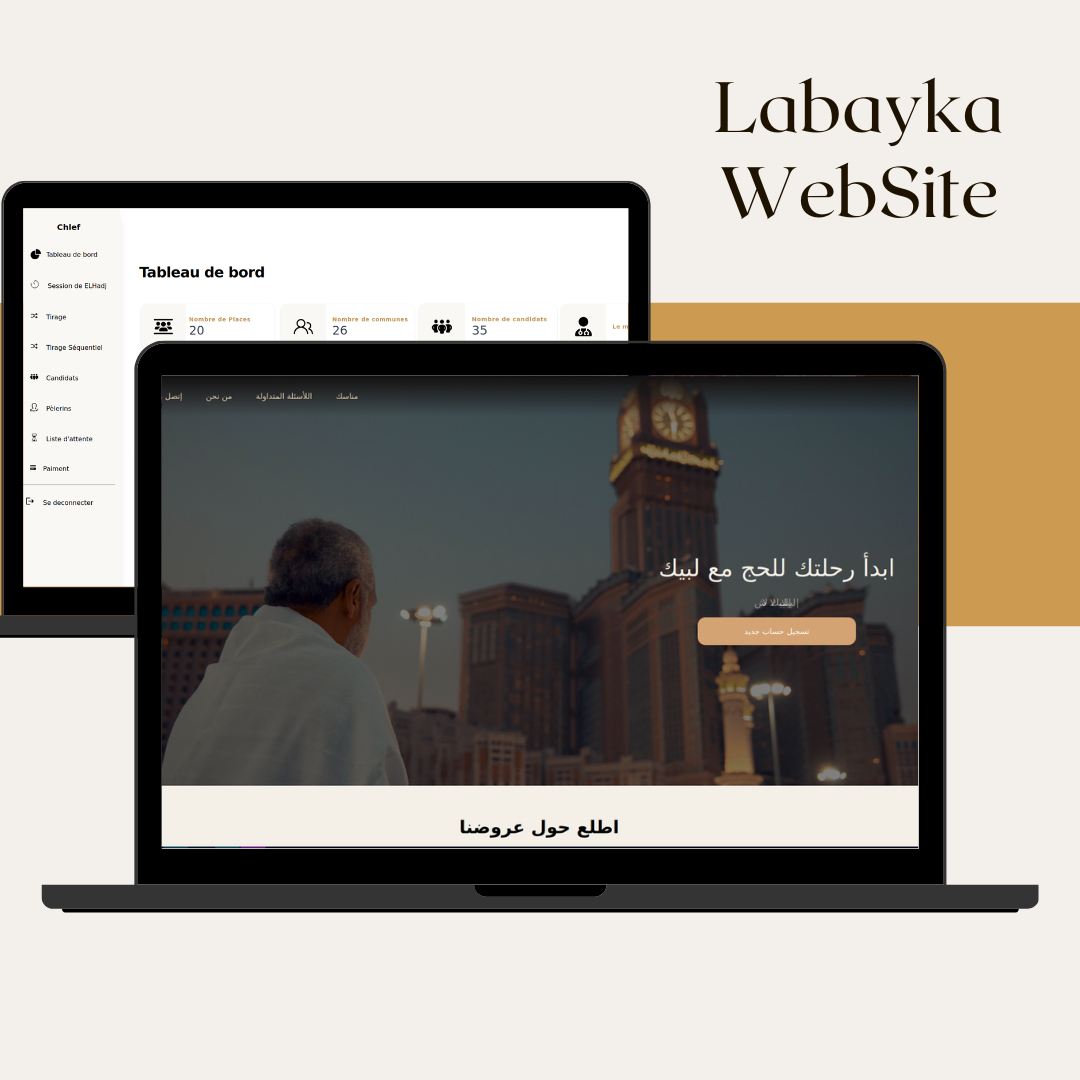 Labayka
WebSite
Chief
Tableau de bord
Session de ELHadj
Tirage
Tirage Séquentiel
Candidats
Pèlerins
Liste d'attente
Paiment
Se deconnecter
Tableau de bord
Nombre de Places
20
Nombre de communes
26
Nombre de candidats
35
Le m
مناسك
اللأسئلة المتداولة
من نحن
إتصل
ابدأ رحلتك للحج مع لبيك
تسجيل حساب جديد
اطلع حول عروضنا